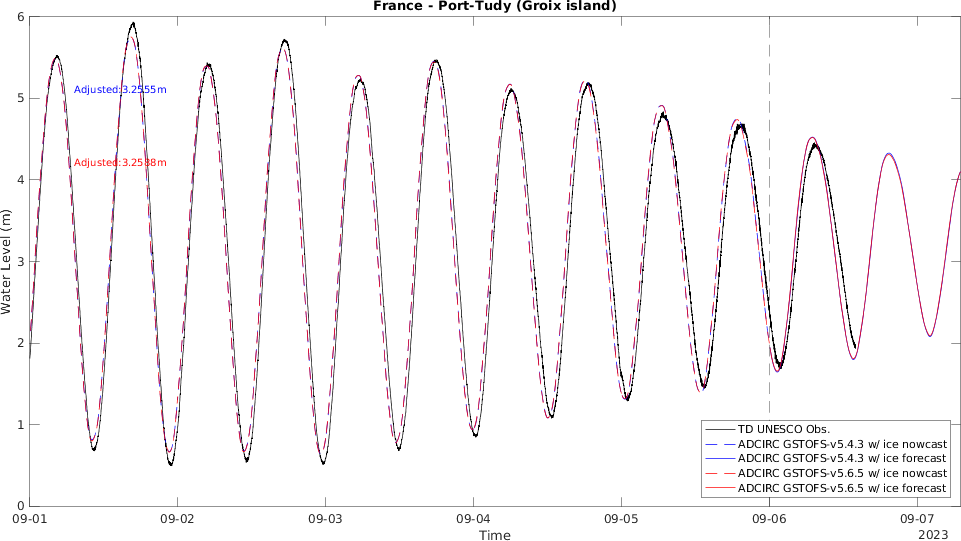 France - Port-Tudy (Groix island)
6
5
4
3
2
1
0
Water Level (m)
Adjusted:3.2555m
Adjusted:3.2588m
TD UNESCO Obs.
ADCIRC GSTOFS-v5.4.3 w/ ice nowcast
ADCIRC GSTOFS-v5.4.3 w/ ice forecast
ADCIRC GSTOFS-v5.6.5 w/ ice nowcast
ADCIRC GSTOFS-v5.6.5 w/ ice forecast
09-01 09-02 09-03 09-04 09-05 09-06 09-07
Time
2023